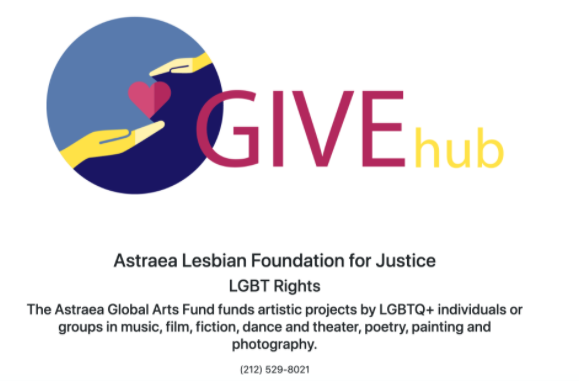 GIVE hub
Astraea Lesbian Foundation for Justice
LGBT Rights
The Astraea Global Arts Fund funds artistic projects by LGBTQ+ individuals or
groups in music, film, fiction, dance and theater, poetry, painting and
photography.
(212) 529-8021